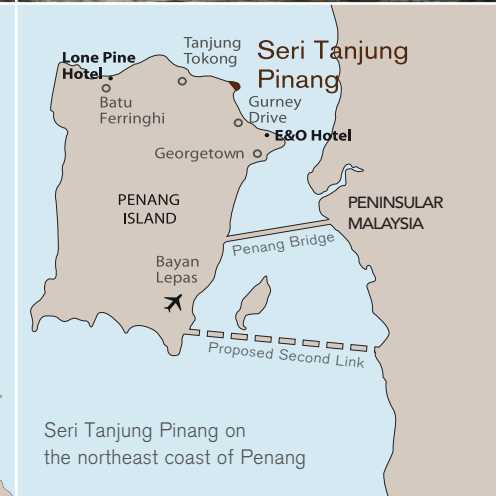 Tanjung
Tokong
Seri Tanjung
Pinang
Lone Pine
Hotel
Batu
Ferringhi
Gurney
Drive
E&O Hotel
Georgetown
PENANG
ISLAND
PENINSULAR
MALAYSIA
Penang Bridge
Bayan
Lepas
Proposed Second Link
Seri Tanjung Pinang on
the northeast coast of Penang